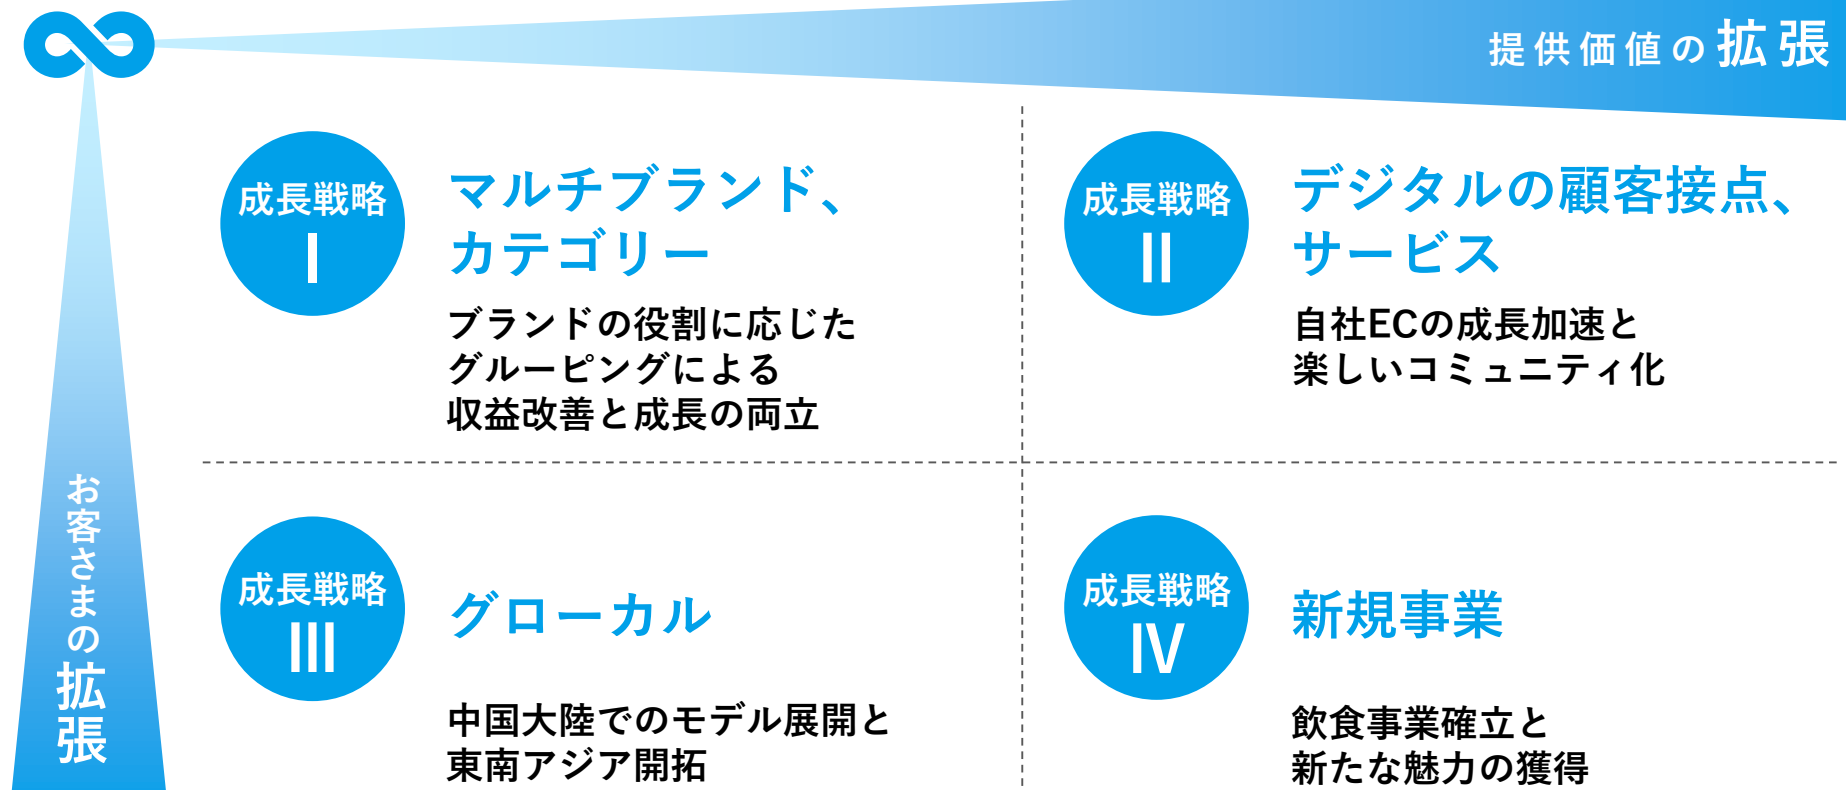 提供価値の拡張
お客さまの拡張
成長戦略
I
マルチブランド、
カテゴリー
ブランドの役割に応じた
グルーピングによる
収益改善と成長の両立
成長戦略
II
デジタルの顧客接点、
サービス
自社ECの成長加速と
楽しいコミュニティ化
成長戦略
III
グローカル
中国大陸でのモデル展開と
東南アジア開拓
成長戦略
IV
新規事業
飲食事業確立と
新たな魅力の獲得